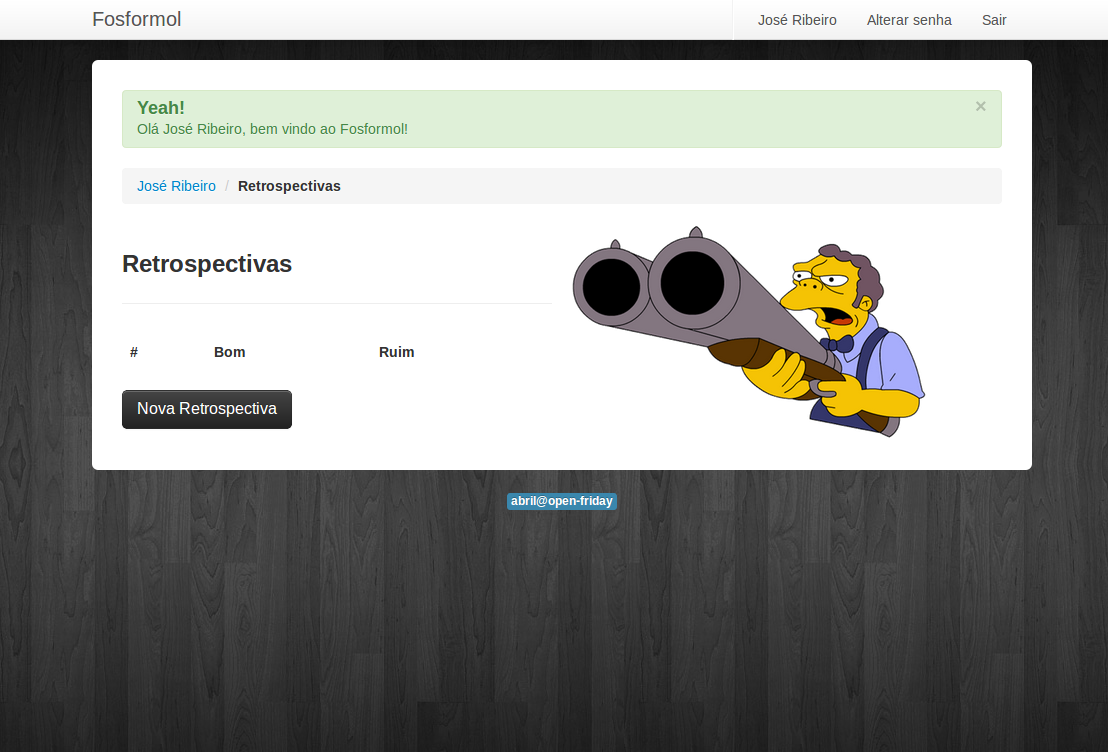 Fosformol
José Ribeiro
Alterar senha
Sair
Yeah!
×
Olá José Ribeiro, bem vindo ao Fosformol!
José Ribeiro / Retrospectivas
Retrospectivas
# Bom Ruim
Nova Retrospectiva
abril@open-friday